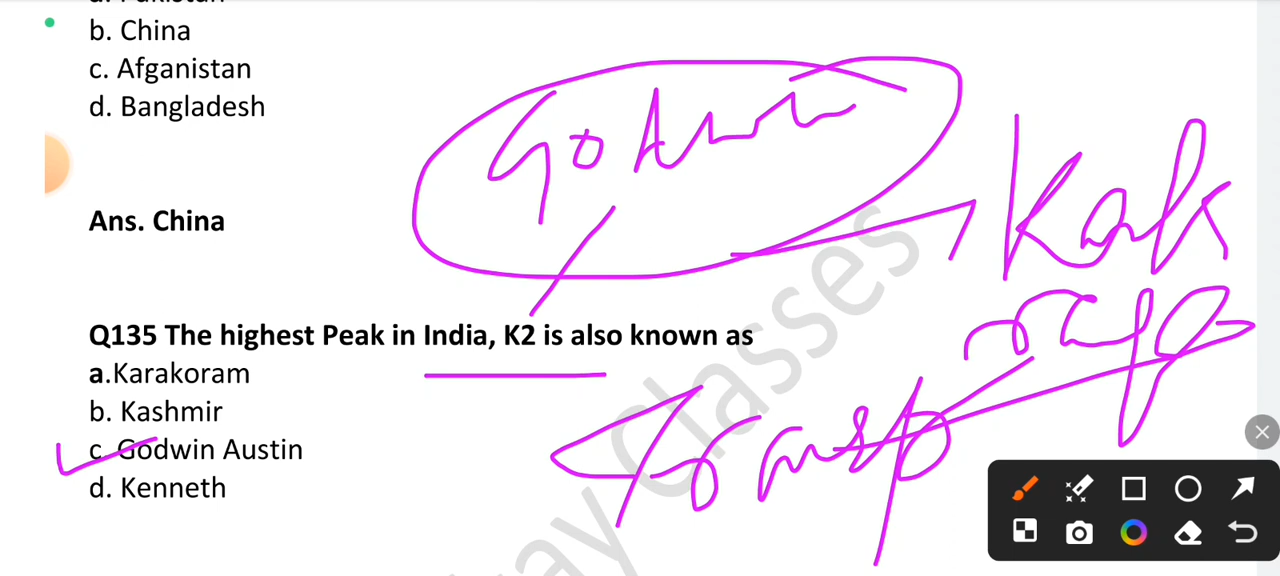 b. China
c. Afganistan
d. Bangladesh
Ans. China
Q135 The highest Peak in India, K2 is also known as
a.Karakoram
b. Kashmir
c. Godwin Austin
d. Kenneth
Classes